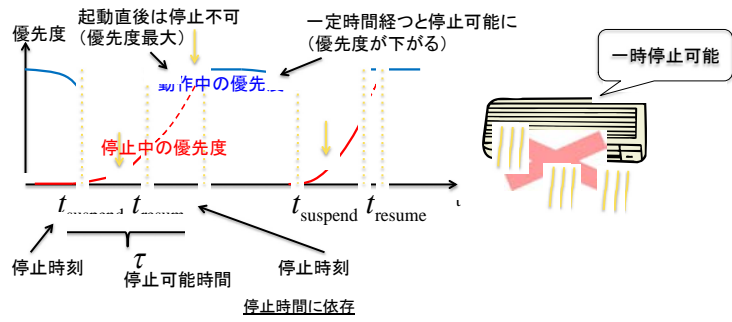 起動直後は停止不可
(優先度最大)
一定時間経つと停止可能に
(優先度が下がる)
優先度
一時停止可能
動作中の優先度
停止中の優先度
t suspend
t suspend
t resume
停止時刻
τ
停止可能時間
停止時刻
停止時間に依存